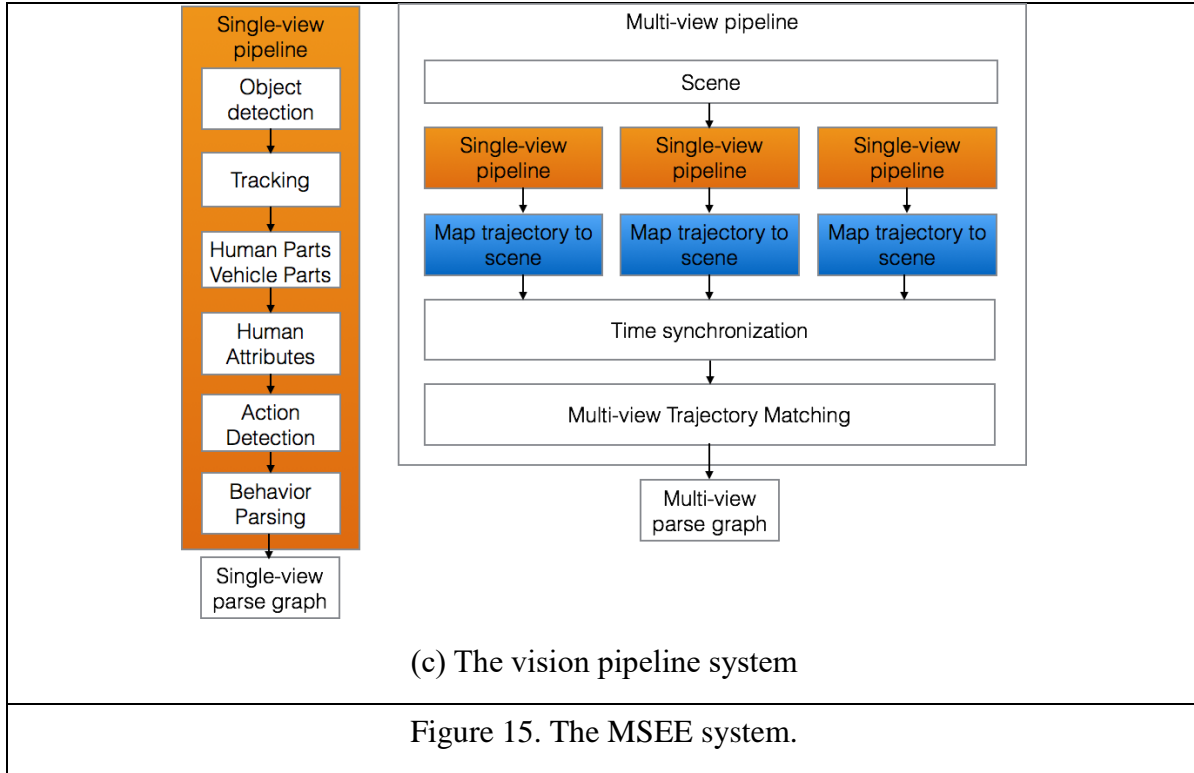 Single-view
pipeline
Object
detection
Tracking
Human Parts
Vehicle Parts
Human
Attributes
Action
Detection
Behavior
Parsing
Single-view
parse graph
Multi-view pipeline
Scene
Single-view
pipeline
Single-view
pipeline
Single-view
pipeline
Map trajectory to
scene
Map trajectory to
scene
Map trajectory to
scene
Time synchronization
Multi-view Trajectory Matching
Multi-view
parse graph
(c) The vision pipeline system
Figure 15. The MSEE system.